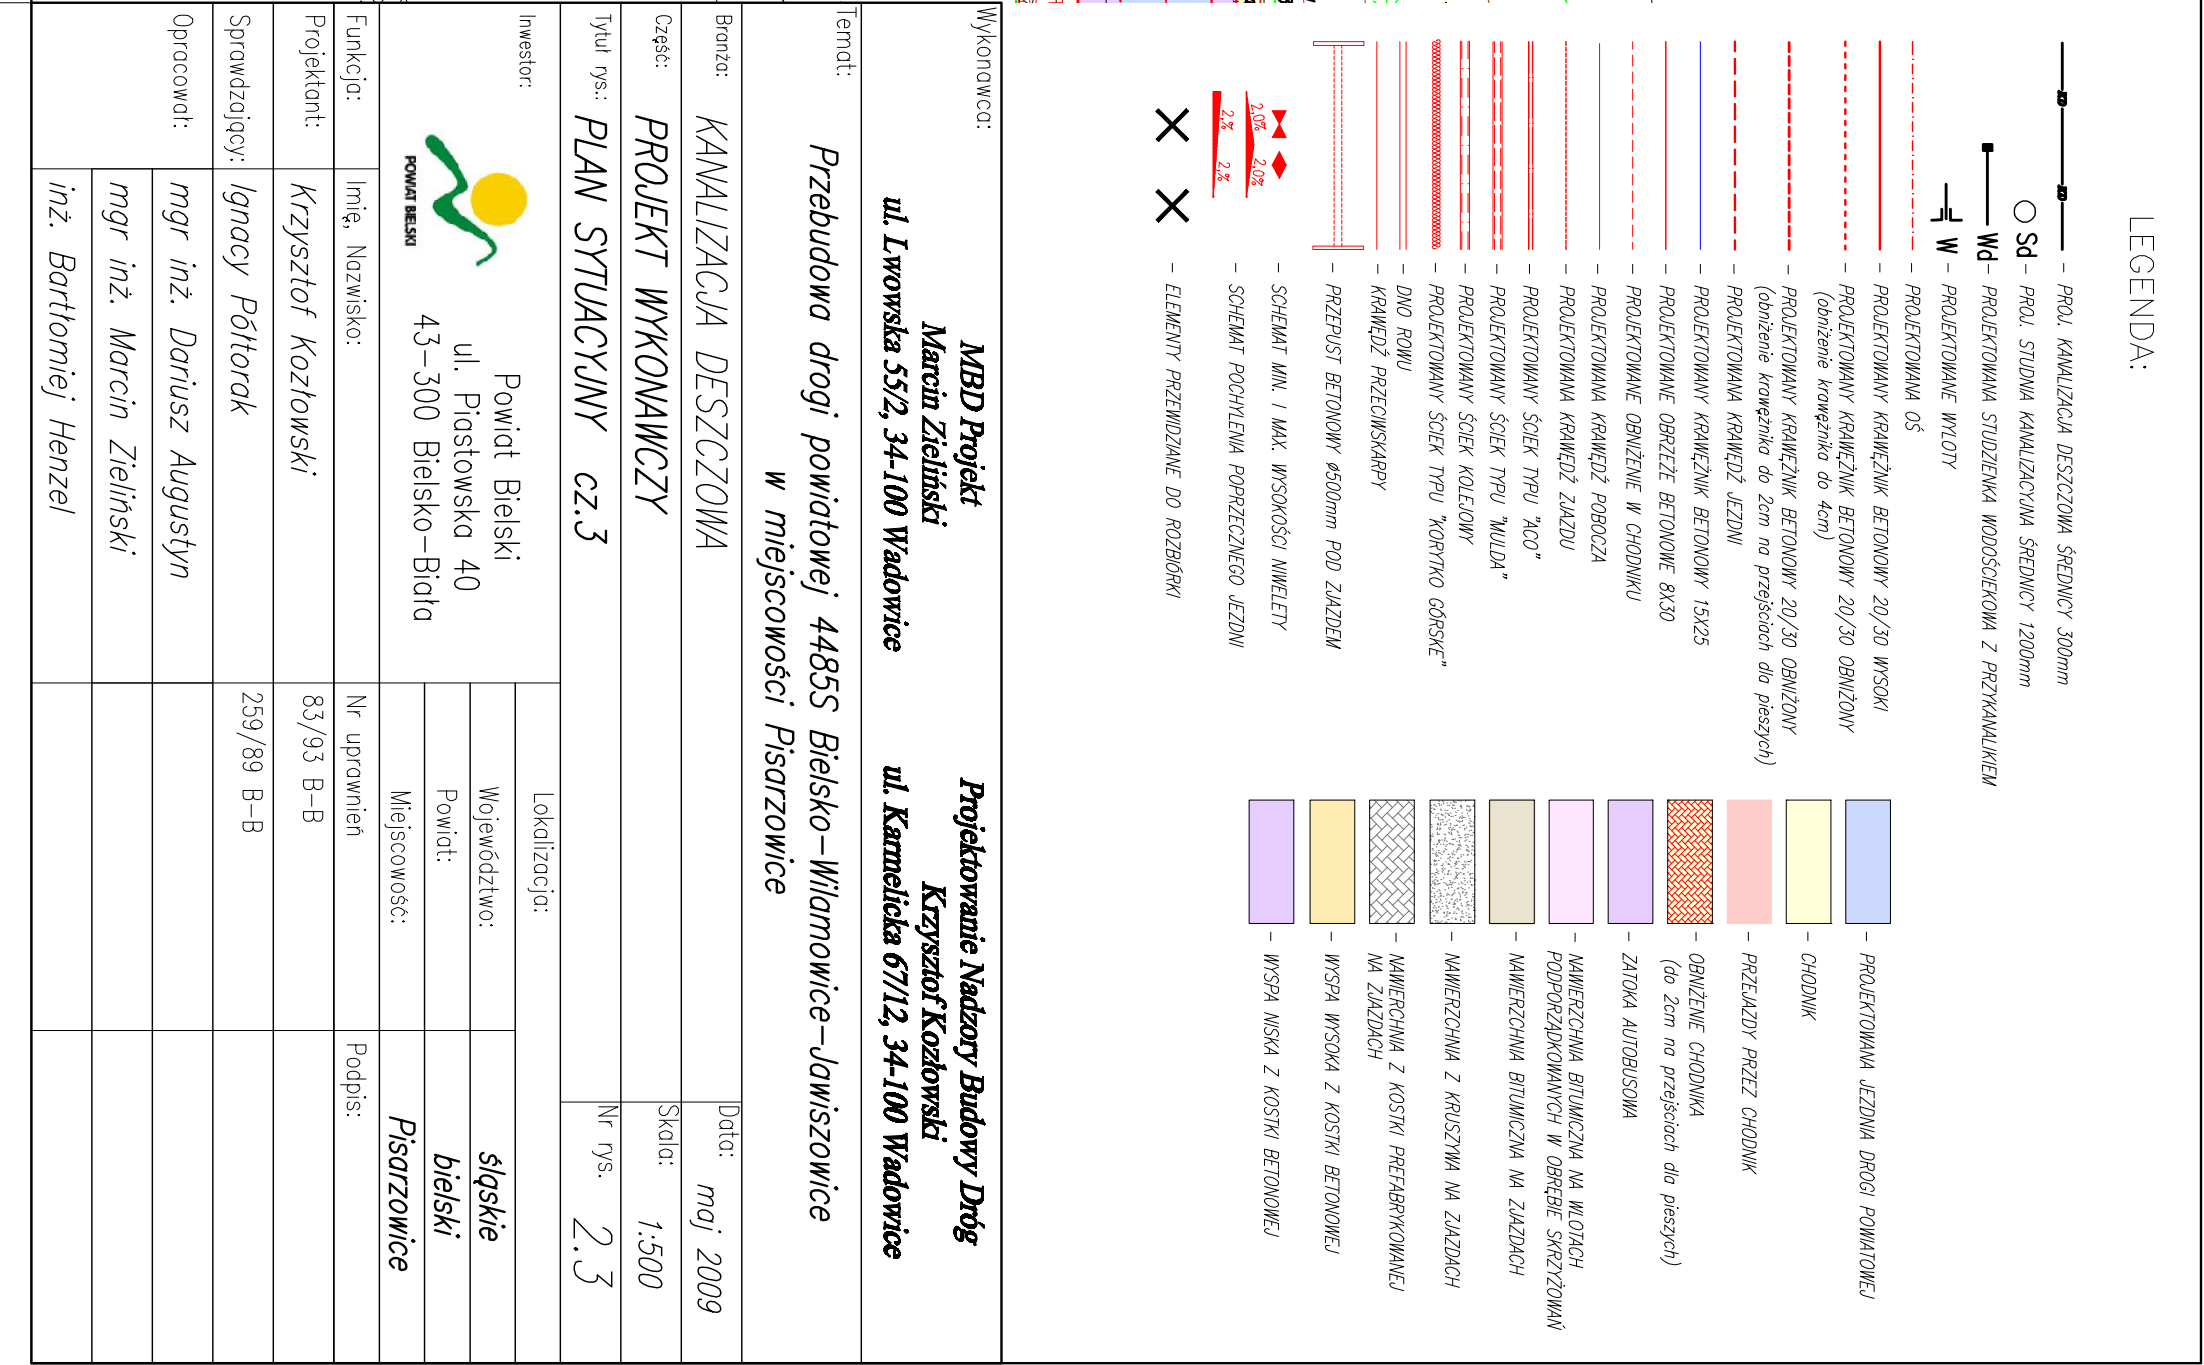 LEGENDA:
KD KD – PROJ. KANALIZACJA DESZCZOWA ŚREDNICY 300mm
Sd – PROJ. STUDNIA KANALIZACYJNA ŚREDNICY 1200mm
Wd – PROJEKTOWANA STUDZIENKA WODOŚCIEKOWA Z PRZYKANALIKIEM
W – PROJEKTOWANE WYLOTY
– PROJEKTOWANA OŚ
– PROJEKTOWANY KRAWĘŻNIK BETONOWY 20/30 WYSOKI
– PROJEKTOWANY KRAWĘŻNIK BETONOWY 20/30 OBNIŻONY
(obniżenie krawężnika do 4cm)
– PROJEKTOWANY KRAWĘŻNIK BETONOWY 20/30 OBNIŻONY
(obniżenie krawężnika do 2cm na przejściach dla pieszych)
– PROJEKTOWANA KRAWĘDŹ JEZDNI
– PROJEKTOWANY KRAWĘŻNIK BETONOWY 15X25
– PROJEKTOWANE OBRZEŻE BETONOWE 8X30
– PROJEKTOWANE OBNIŻENIE W CHODNIKU
– PROJEKTOWANA KRAWĘDŹ POBOCZA
– PROJEKTOWANA KRAWĘDŹ ZJAZDU
– PROJEKTOWANY ŚCIEK TYPU "ACO"
– PROJEKTOWANY ŚCIEK TYPU "MULDA"
– PROJEKTOWANY ŚCIEK KOLEJOWY
– PROJEKTOWANY ŚCIEK TYPU "KORYTKO GÓRSKE"
– DNO ROWU
– KRAWĘDŹ PRZECIWSKARPY
– PRZEPUST BETONOWY ø500mm POD ZJAZDEM
– SCHEMAT MIN. I MAX. WYSOKOŚCI NIWELETY
2,0% 2,0%
2,% 2,%
– SCHEMAT POCHYLENIA POPRZECZNEGO JEZDNI
– ELEMENTY PRZEWIDZIANE DO ROZBIÓRKI
– PROJEKTOWANA JEZDNIA DROGI POWIATOWEJ
– CHODNIK
– PRZEJAZDY PRZEZ CHODNIK
– OBNIŻENIE CHODNIKA
(do 2cm na przejściach dla pieszych)
– ZATOKA AUTOBUSOWA
– NAWIERZCHNIA BITUMICZNA NA WLOTACH
PODPORZĄDKOWANYCH W OBRĘBIE SKRZYŻOWAŃ
– NAWIERZCHNIA BITUMICZNA NA ZJAZDACH
– NAWIERZCHNIA Z KRUSZYWA NA ZJAZDACH
– NAWIERCHNIA Z KOSTKI PREFABRYKOWANEJ
NA ZJAZDACH
– WYSPA WYSOKA Z KOSTKI BETONOWEJ
– WYSPA NISKA Z KOSTKI BETONOWEJ
Wykonawca:
MBD Projekt
Marcin Zieliński
ul. Lwowska 55/2, 34-100 Wadowice
Projektowanie Nadzory Budowy Dróg
Krzysztof Kozłowski
ul. Karmelicka 67/12, 34-100 Wadowice
Temat:
Przebudowa drogi powiatowej 4485S Bielsko–Wilamowice–Jawiszowice
w miejscowości Pisarzowice
Branża: KANALIZACJA DESZCZOWA
Data: maj 2009
Część: PROJEKT WYKONAWCZY
Skala: 1:500
Tytuł rys.: PLAN SYTUACYJNY cz.3
Nr rys. 2.3
Inwestor:
POWIAT BIELSKI
Powiat Bielski
ul. Piastowska 40
43–300 Bielsko–Biała
Lokalizacja:
Województwo: śląskie
Powiat: bielski
Miejscowość: Pisarzowice
Funkcja: Imię, Nazwisko: Nr uprawnień Podpis:
Projektant: Krzysztof Kozłowski 83/93 B–B
Sprawdzający: Ignacy Półtorak 259/89 B–B
Opracował: mgr inż. Dariusz Augustyn
mgr inż. Marcin Zieliński
inż. Bartłomiej Henzel